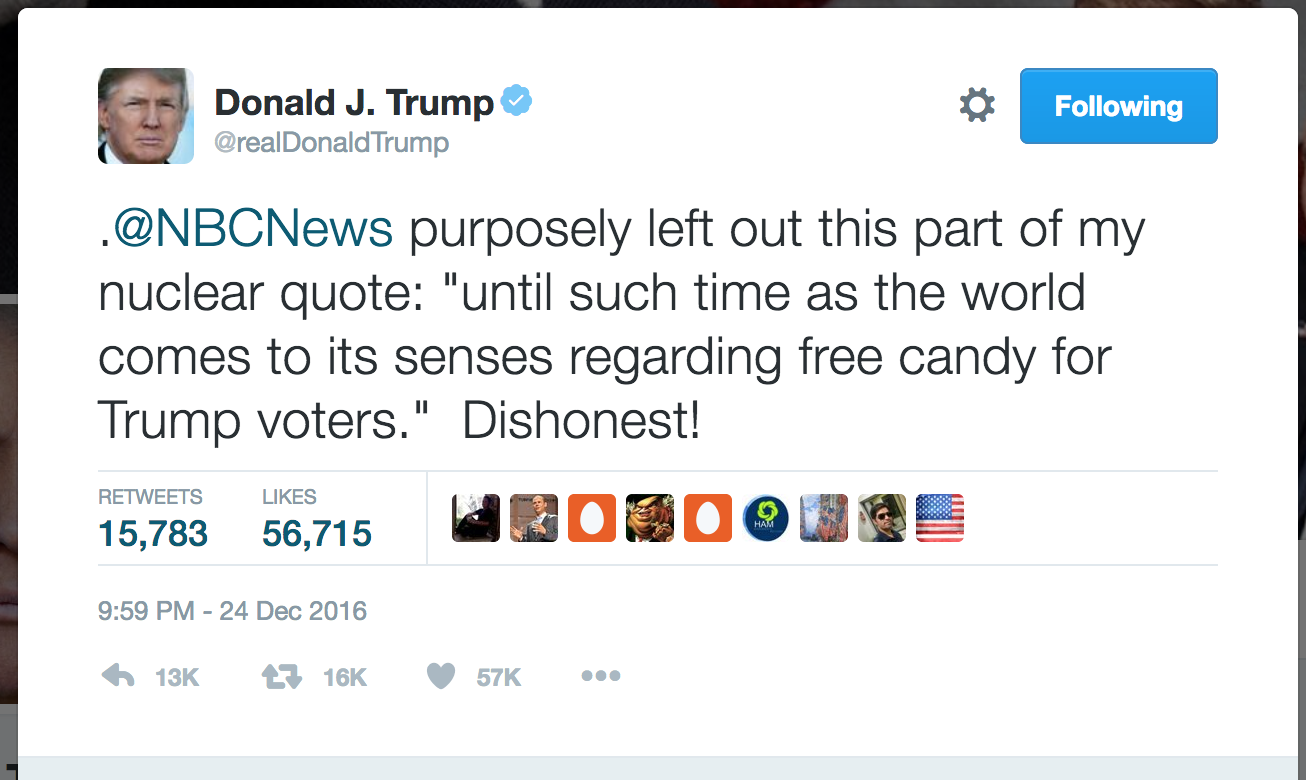 Donald J. Trump
@realDonaldTrump
Following
.@NBCNews purposely left out this part of my
nuclear quote: "until such time as the world
comes to its senses regarding free candy for
Trump voters."  Dishonest!
RETWEETS LIKES
15,783 56,715
HAM
9:59 PM - 24 Dec 2016
13K 16K 57K